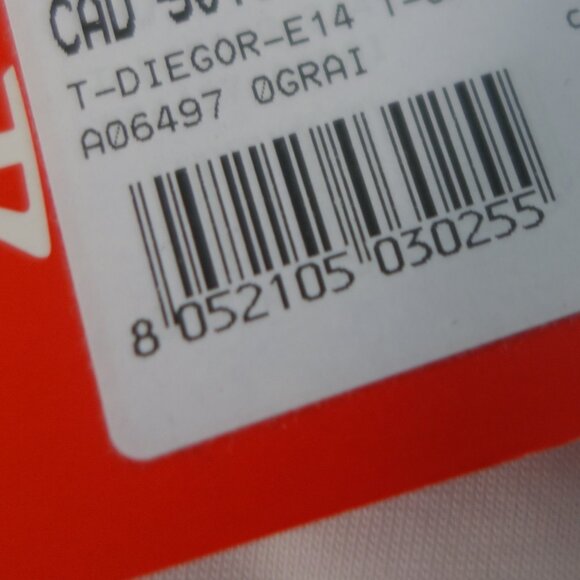 CAD
T-DIEGOR-E14
A06497 0GRAI
8 052105 030255